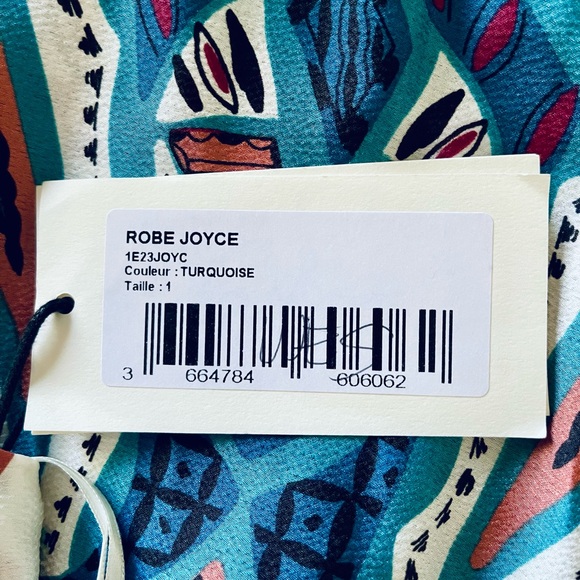 ROBE JOYCE
1E23JOYC
Couleur : TURQUOISE
Taille : 1
3 664784 606062